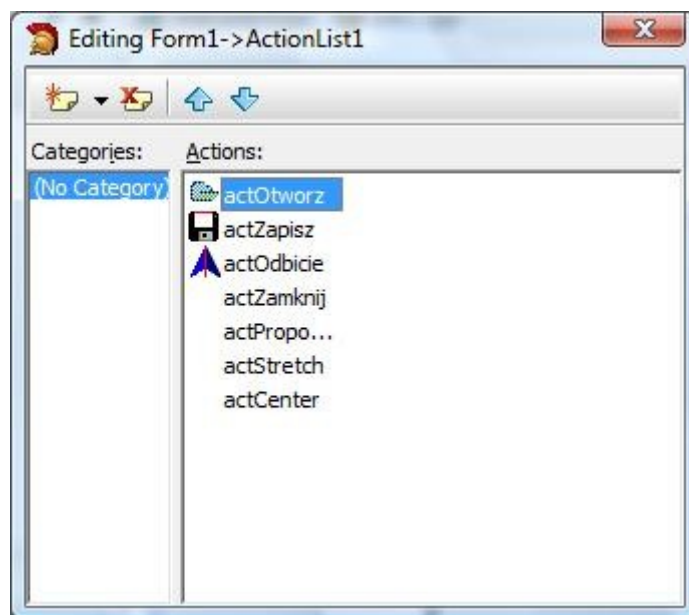 Editing Form1->ActionList1
Categories:
Actions:
(No Category)
actOtworz
actZapisz
actOdbicie
actZamknij
actPropo...
actStretch
actCenter